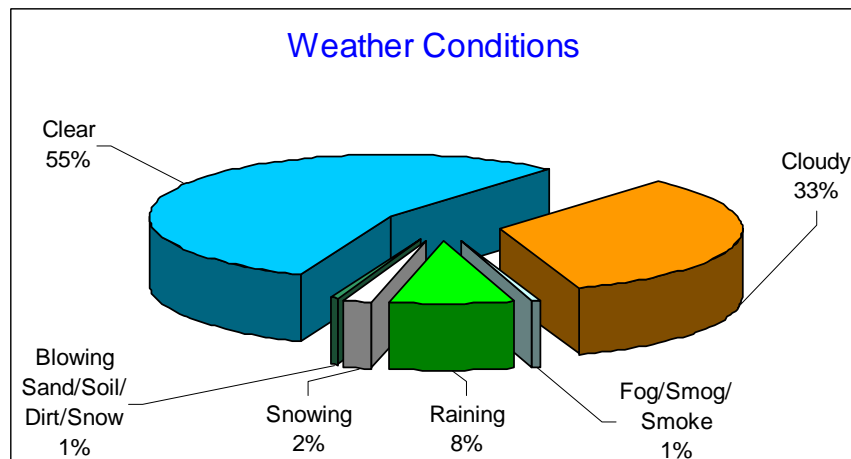 Weather Conditions
Clear
55%
Cloudy
33%
Blowing
Sand/Soil/
Dirt/Snow
1%
Snowing
2%
Raining
8%
Fog/Smog/
Smoke
1%